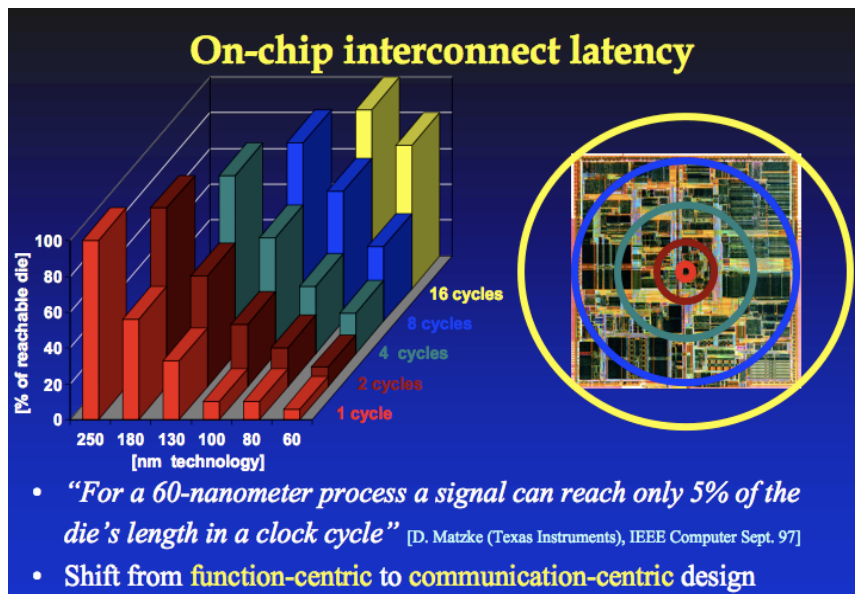 On-chip interconnect latency
[% of reachable die]
100
80
60
40
20
0
16 cycles
8 cycles
4 cycles
2 cycles
1 cycle
250 180 130 100 80 60
[nm technology]
• “For a 60-nanometer process a signal can reach only 5% of the
die’s length in a clock cycle” [D. Matzke (Texas Instruments), IEEE Computer Sept. 97]
• Shift from function-centric to communication-centric design